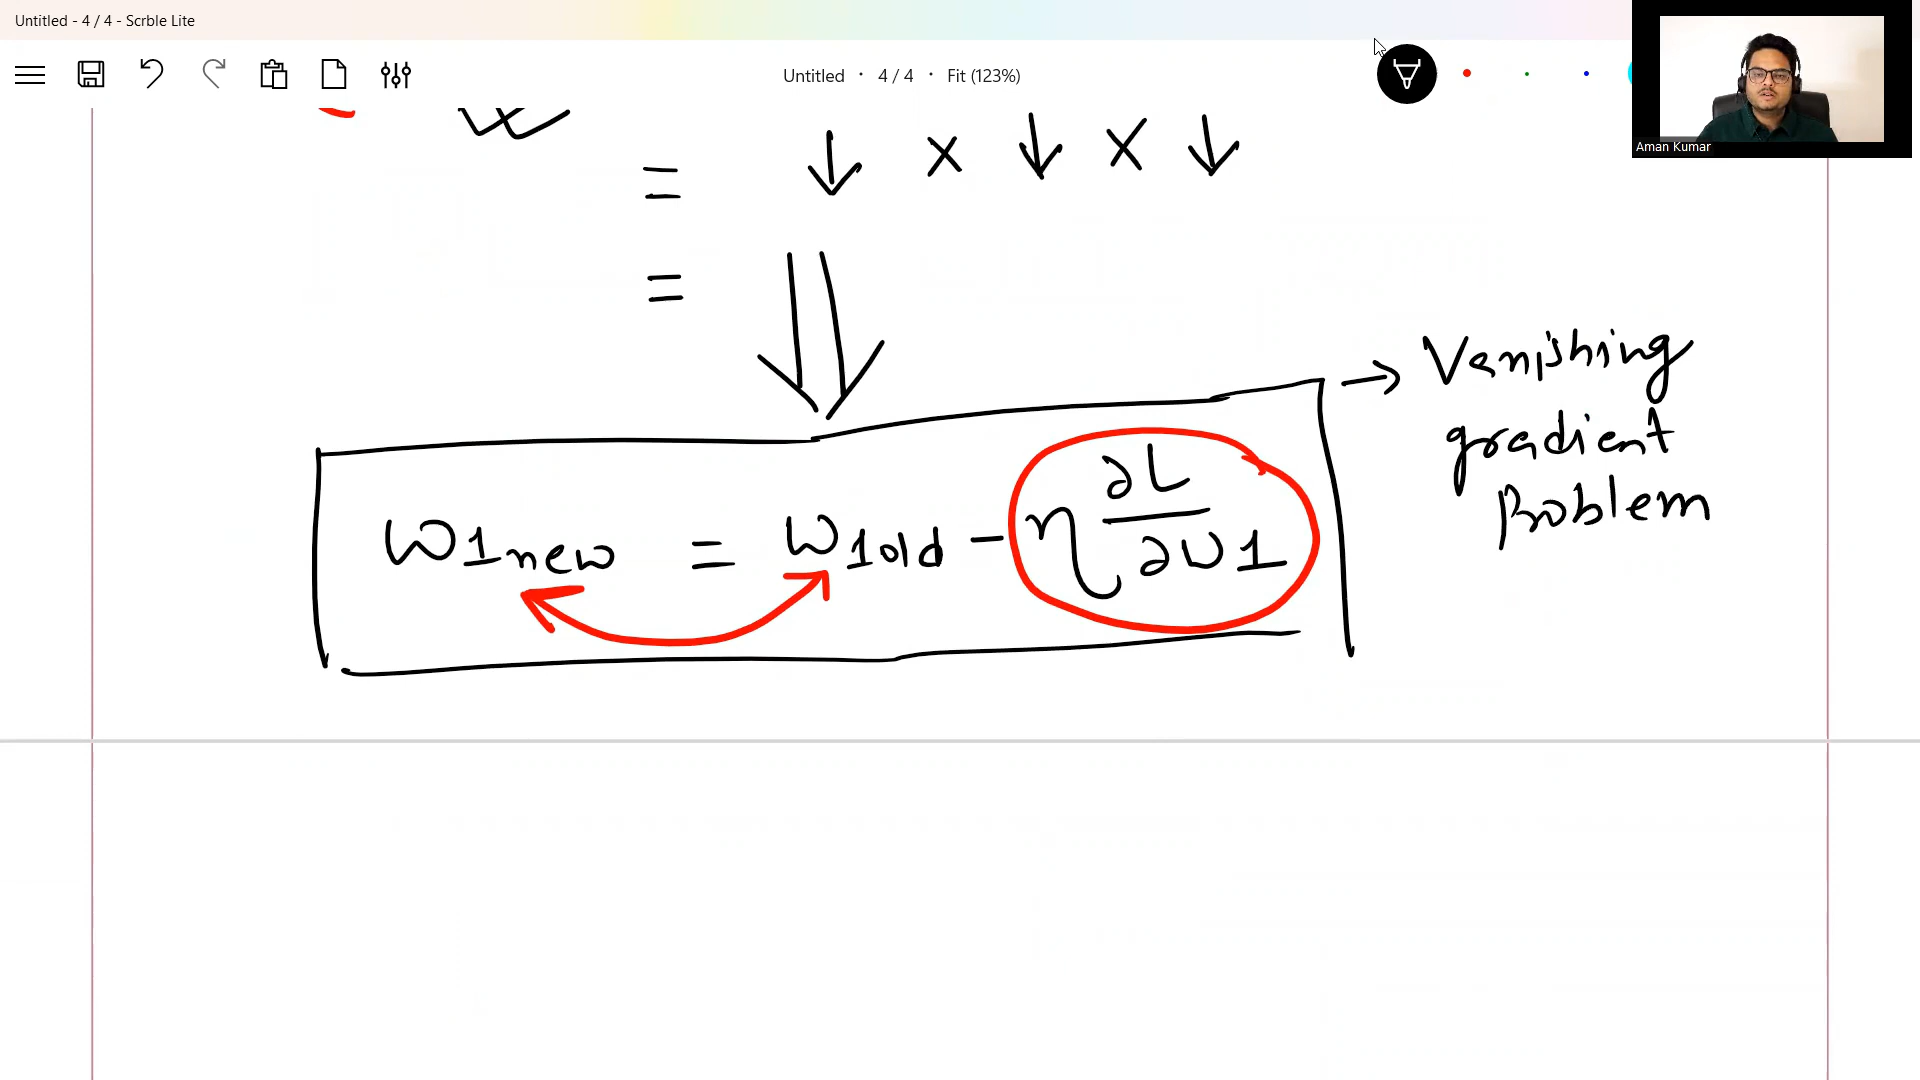 Untitled - 4 / 4 - Scrble Lite
Untitled • 4 / 4 • Fit (123%)
Aman Kumar
= ↓ × ↓ × ↓
=
→ Vanishing
gradient
Problem
W1new = W1old - η ∂L/∂W1